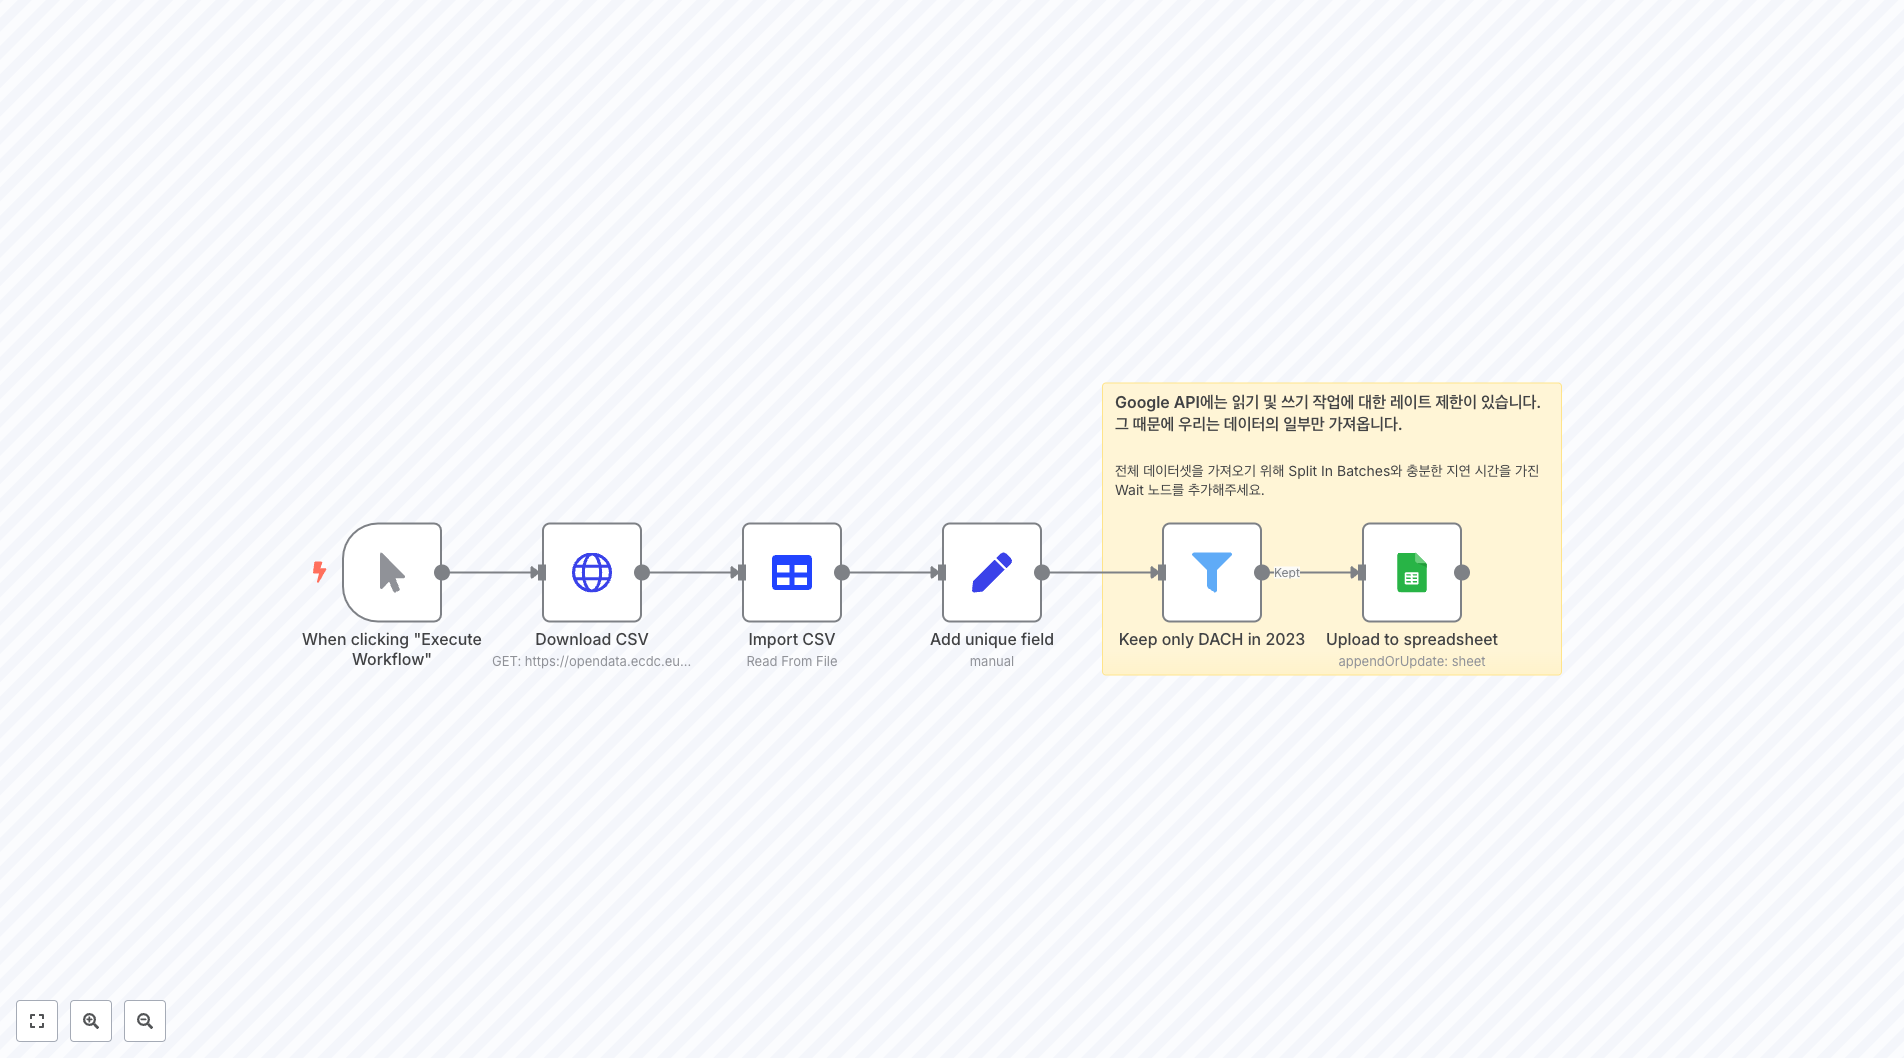 Google API에는 읽기 및 쓰기 작업에 대한 레이트 제한이 있습니다.
그 때문에 우리는 데이터의 일부만 가져옵니다.
전체 데이터셋을 가져오기 위해 Split In Batches와 충분한 지연 시간을 가진
Wait 노드를 추가해주세요.
Kept
When clicking "Execute
Workflow"
Download CSV
GET: https://opendata.ecdc.eu...
Import CSV
Read From File
Add unique field
manual
Keep only DACH in 2023
Upload to spreadsheet
appendOrUpdate: sheet